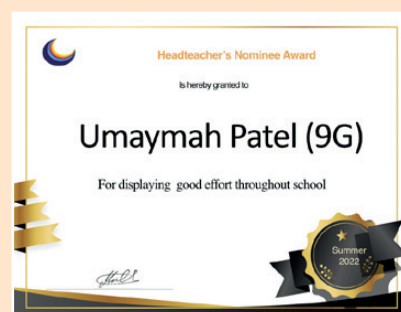 Headteacher's Nominee Award
Is hereby granted to
Umaymah Patel (9G)
For displaying good effort throughout school
Summer
2022